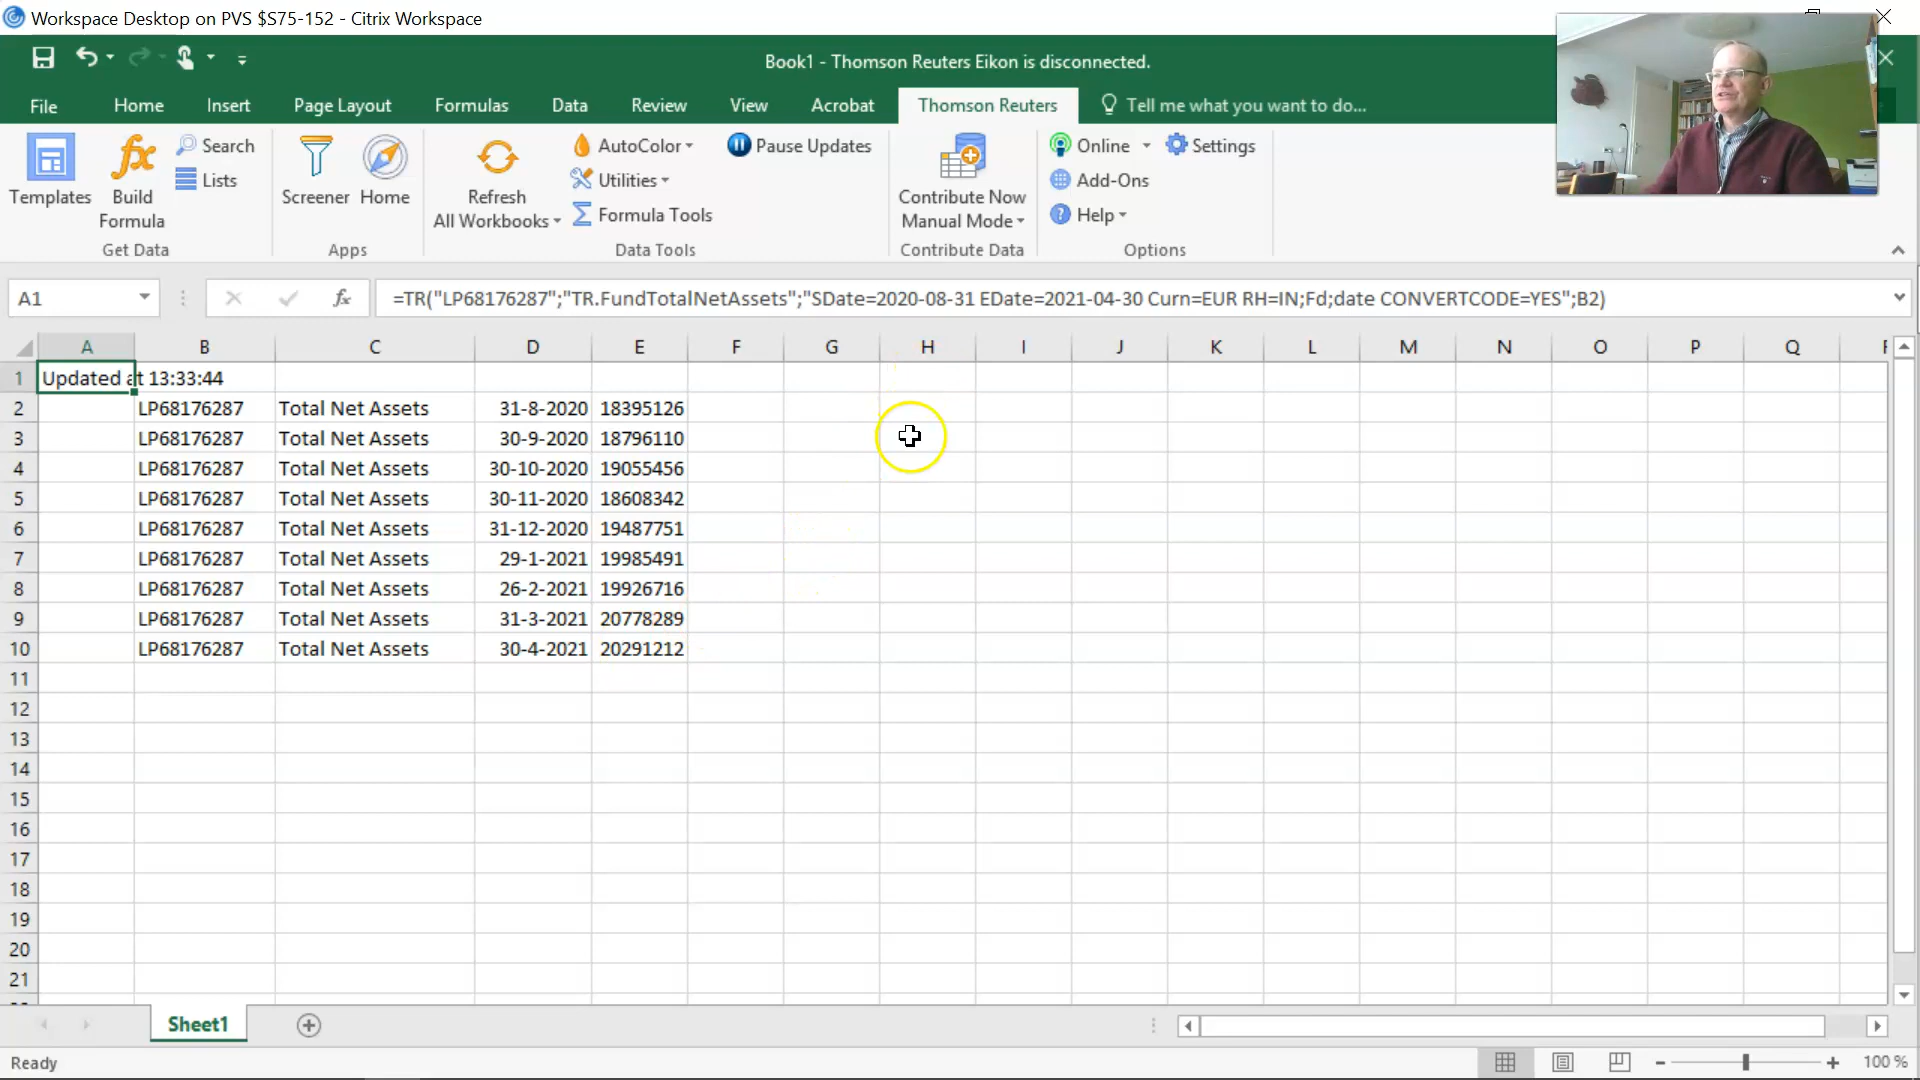 Workspace Desktop on PVS $S75-152 - Citrix Workspace
Book1 - Thomson Reuters Eikon is disconnected.
File Home Insert Page Layout Formulas Data Review View Acrobat Thomson Reuters Tell me what you want to do...
Templates
Build
Formula
Search
Lists
Get Data
Screener
Home
Apps
Refresh
All Workbooks
AutoColor
Utilities
Formula Tools
Pause Updates
Data Tools
Contribute Now
Manual Mode
Contribute Data
Online
Add-Ons
Help
Settings
Options
A1 fx =TR("LP68176287";"TR.FundTotalNetAssets";"SDate=2020-08-31 EDate=2021-04-30 Curn=EUR RH=IN;Fd;date CONVERTCODE=YES";B2)
A B C D E F G H I J K L M N O P Q
1 Updated at 13:33:44
2 LP68176287 Total Net Assets 31-8-2020 18395126
3 LP68176287 Total Net Assets 30-9-2020 18796110
4 LP68176287 Total Net Assets 30-10-2020 19055456
5 LP68176287 Total Net Assets 30-11-2020 18608342
6 LP68176287 Total Net Assets 31-12-2020 19487751
7 LP68176287 Total Net Assets 29-1-2021 19985491
8 LP68176287 Total Net Assets 26-2-2021 19926716
9 LP68176287 Total Net Assets 31-3-2021 20778289
10 LP68176287 Total Net Assets 30-4-2021 20291212
11
12
13
14
15
16
17
18
19
20
21
Sheet1
Ready 100 %